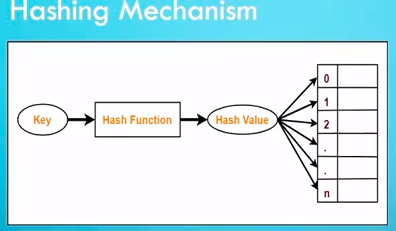 Hashing Mechanism
Key
Hash Function
Hash Value
0
1
2
.
.
n